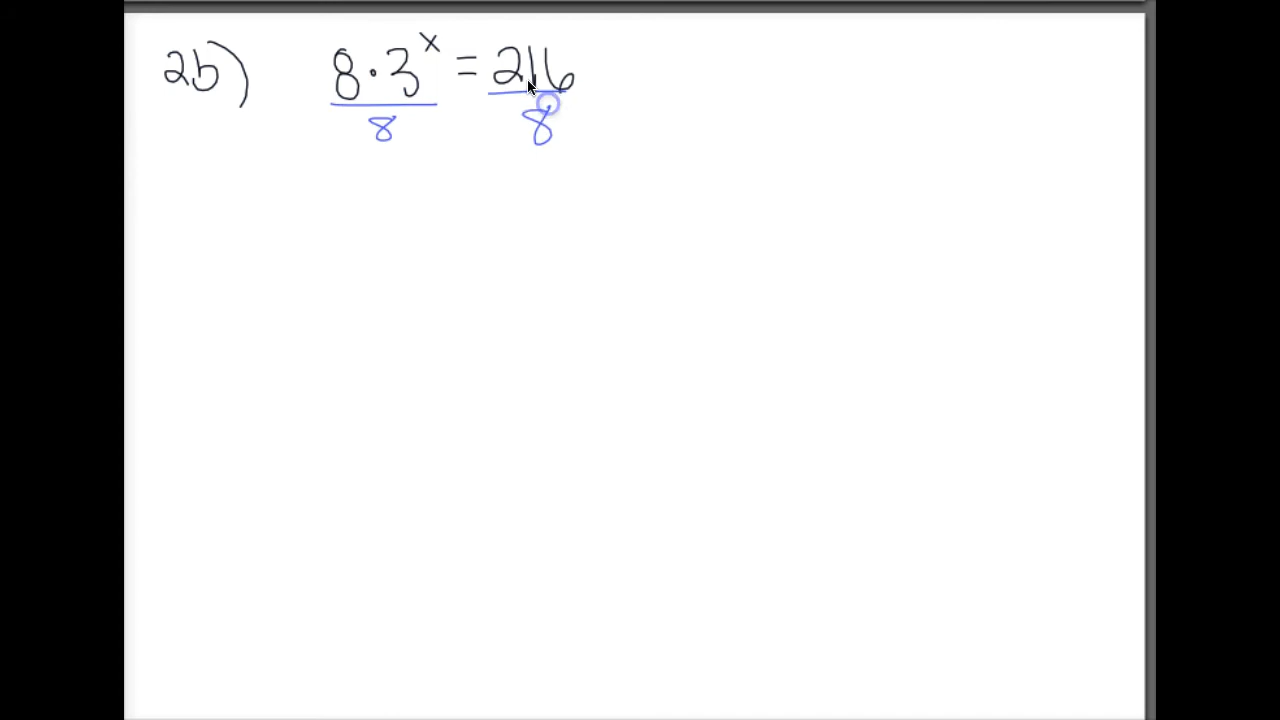 2b) 8·3^x = 216
8 8